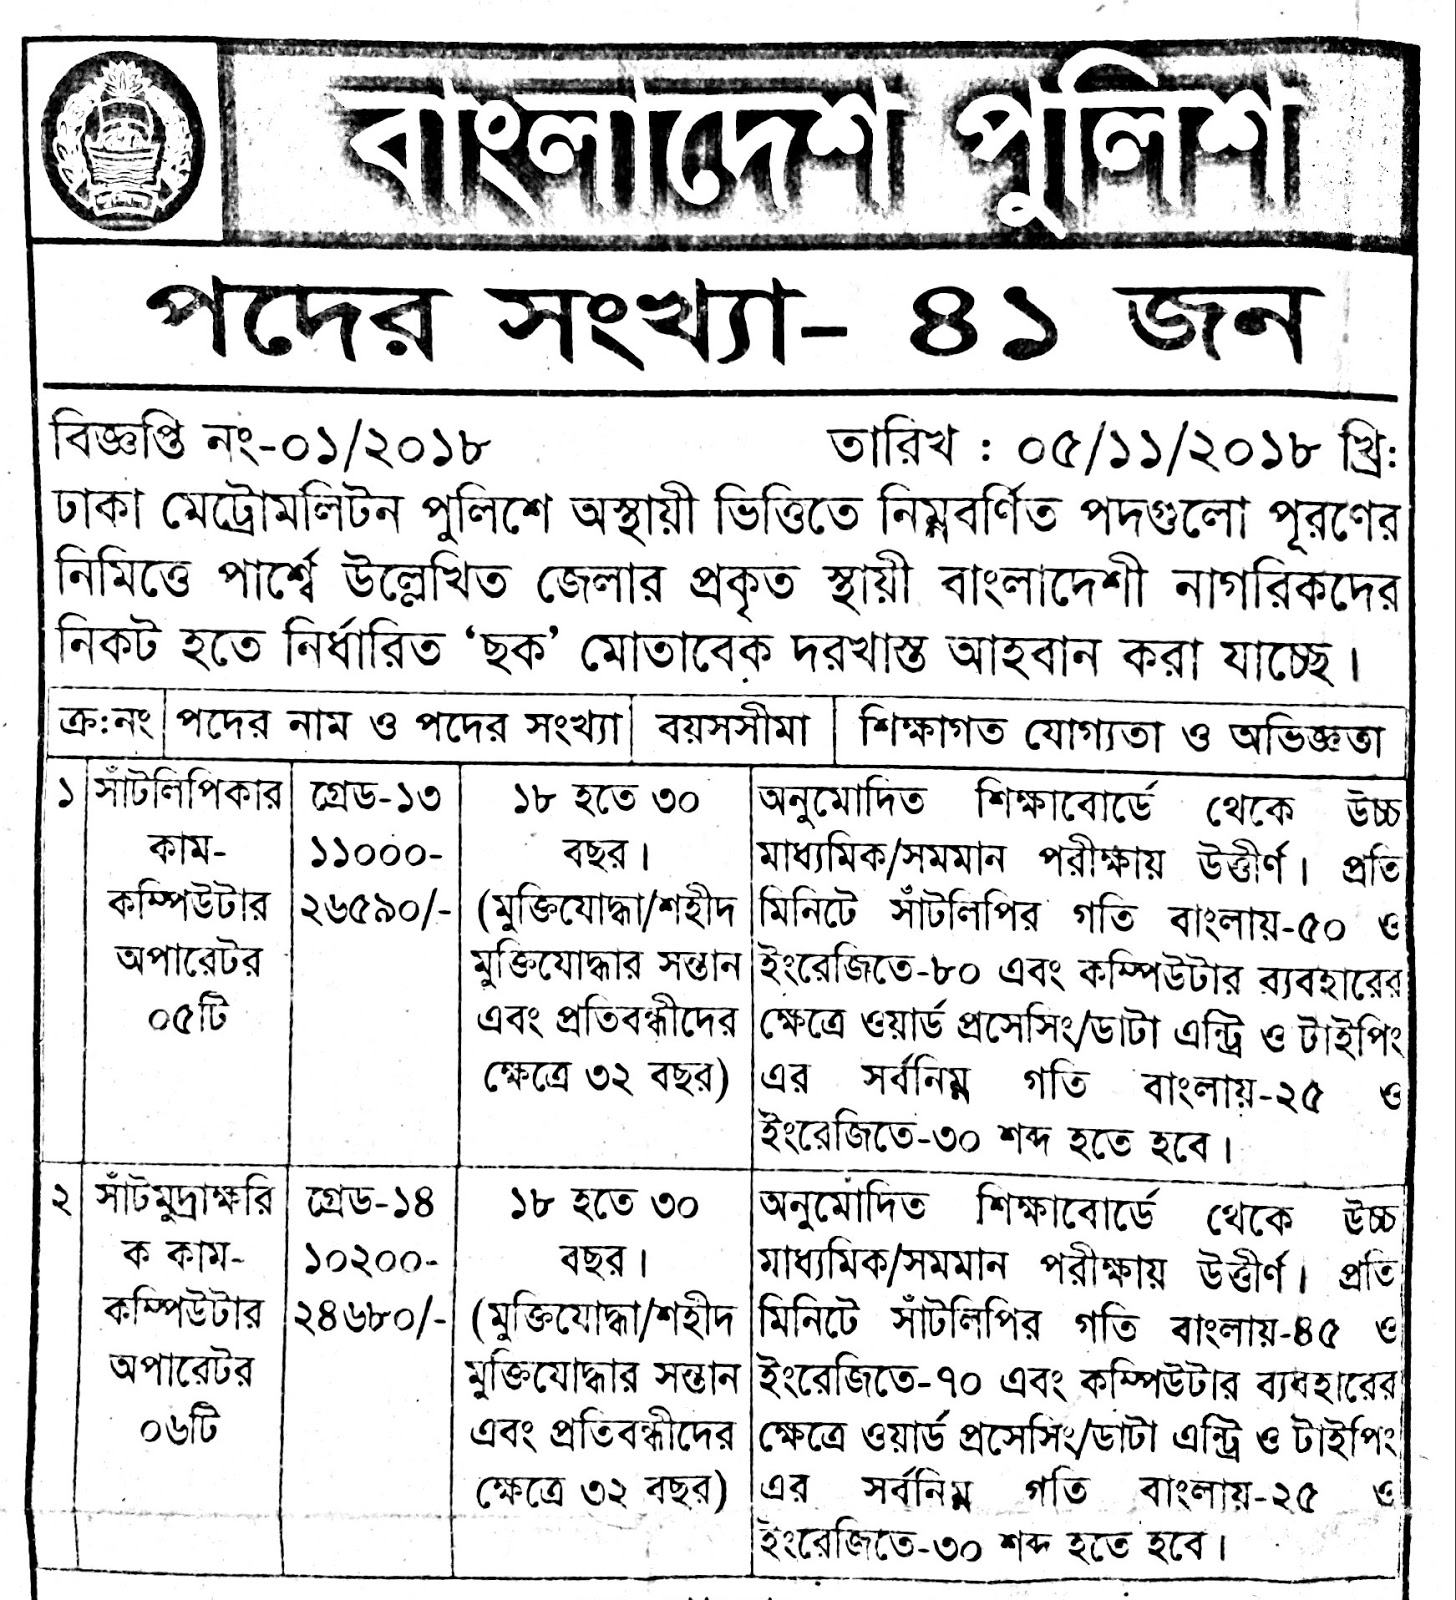 বাংলাদেশ পুলিশ
পদের সংখ্যা- ৪১ জন
বিজ্ঞপ্তি নং-০১/২০১৮ তারিখ : ০৫/১১/২০১৮ খ্রি:
ঢাকা মেট্রোমলিটন পুলিশে অস্থায়ী ভিত্তিতে নিম্নবর্ণিত পদগুলো পূরণের
নিমিত্তে পার্শ্বে উল্লেখিত জেলার প্রকৃত স্থায়ী বাংলাদেশী নাগরিকদের
নিকট হতে নির্ধারিত ‘ছক’ মোতাবেক দরখাস্ত আহবান করা যাচ্ছে।
ক্র:নং পদের নাম ও পদের সংখ্যা বয়সসীমা শিক্ষাগত যোগ্যতা ও অভিজ্ঞতা
১ সাঁটলিপিকার গ্রেড-১৩ ১৮ হতে ৩০ অনুমোদিত শিক্ষাবোর্ডে থেকে উচ্চ
কাম- ১১০০০- বছর। মাধ্যমিক/সমমান পরীক্ষায় উত্তীর্ণ। প্রতি
কম্পিউটার ২৬৫৯০/- (মুক্তিযোদ্ধা/শহীদ মিনিটে সাঁটলিপির গতি বাংলায়-৫০ ও
অপারেটর মুক্তিযোদ্ধার সন্তান ইংরেজিতে-৮০ এবং কম্পিউটার ব্যবহারের
০৫টি এবং প্রতিবন্ধীদের ক্ষেত্রে ওয়ার্ড প্রসেসিং/ডাটা এন্ট্রি ও টাইপিং
ক্ষেত্রে ৩২ বছর) এর সর্বনিম্ন গতি বাংলায়-২৫ ও
ইংরেজিতে-৩০ শব্দ হতে হবে।
২ সাঁটমুদ্রাক্ষরি গ্রেড-১৪ ১৮ হতে ৩০ অনুমোদিত শিক্ষাবোর্ডে থেকে উচ্চ
ক কাম- ১০২০০- বছর। মাধ্যমিক/সমমান পরীক্ষায় উত্তীর্ণ। প্রতি
কম্পিউটার ২৪৬৮০/- (মুক্তিযোদ্ধা/শহীদ মিনিটে সাঁটলিপির গতি বাংলায়-৪৫ ও
অপারেটর মুক্তিযোদ্ধার সন্তান ইংরেজিতে-৭০ এবং কম্পিউটার ব্যবহারের
০৬টি এবং প্রতিবন্ধীদের ক্ষেত্রে ওয়ার্ড প্রসেসিং/ডাটা এন্ট্রি ও টাইপিং
ক্ষেত্রে ৩২ বছর) এর সর্বনিম্ন গতি বাংলায়-২৫ ও
ইংরেজিতে-৩০ শব্দ হতে হবে।